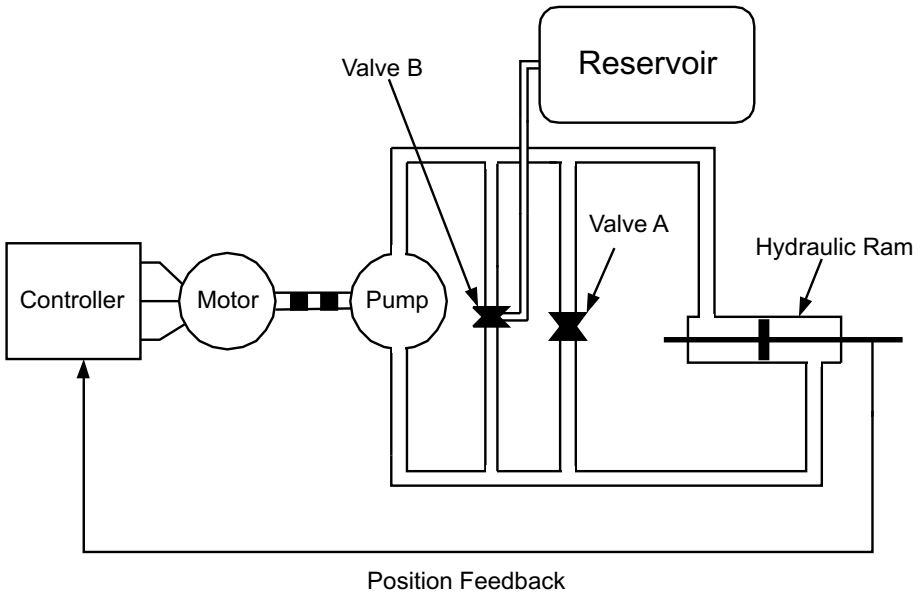 Reservoir
Valve B
Valve A
Hydraulic Ram
Controller
Motor
Pump
Position Feedback